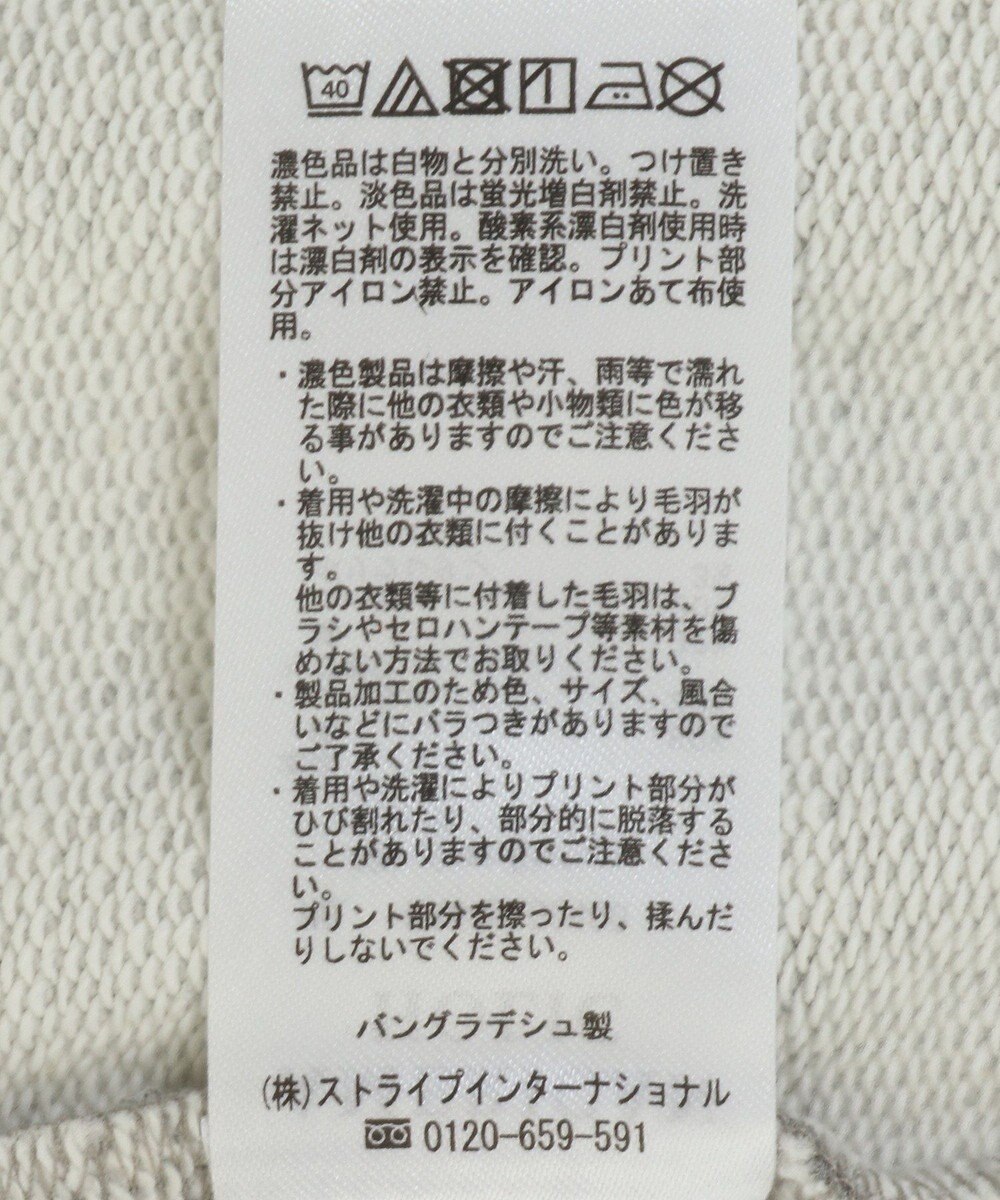 40
濃色品は白物と分別洗い。つけ置き
禁止。淡色品は蛍光増白剤禁止。洗
濯ネット使用。酸素系漂白剤使用時
は漂白剤の表示を確認。プリント部
分アイロン禁止。アイロンあて布使
用。
・濃色製品は摩擦や汗、雨等で濡れ
た際に他の衣類や小物類に色が移
る事がありますのでご注意くださ
い。
・着用や洗濯中の摩擦により毛羽が
抜け他の衣類に付くことがありま
す。
他の衣類等に付着した毛羽は、ブ
ラシやセロハンテープ等素材を傷
めない方法でお取りください。
・製品加工のため色、サイズ、風合
いなどにバラつきがありますので
ご了承ください。
・着用や洗濯によりプリント部分が
ひび割れたり、部分的に脱落する
ことがありますのでご注意くださ
い。
プリント部分を擦ったり、揉んだ
りしないでください。
バングラデシュ製
(株)ストライプインターナショナル
0120-659-591